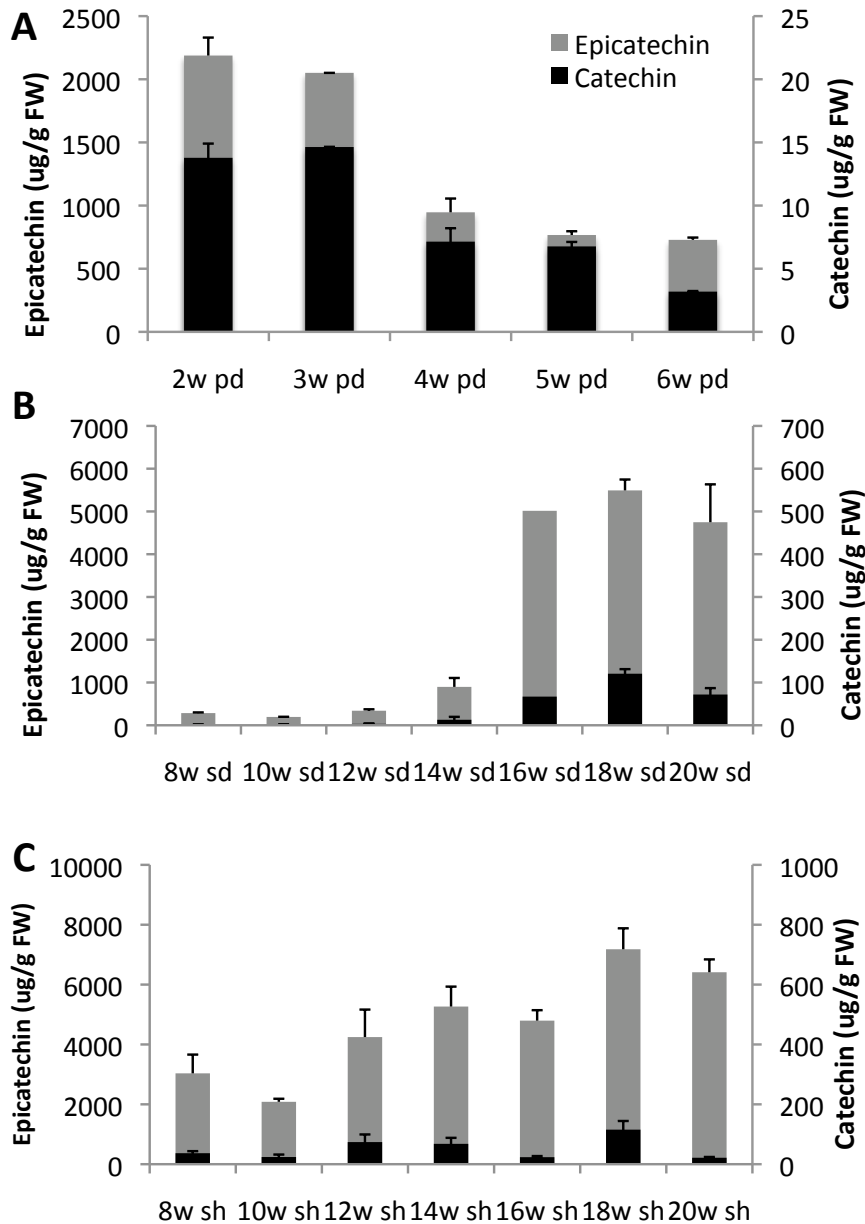 A
Epicatechin (ug/g FW)
2500
2000
1500
1000
500
0
Epicatechin
Catechin
25
20
15
10
5
0
Catechin (ug/g FW)
2w pd 3w pd 4w pd 5w pd 6w pd
B
Epicatechin (ug/g FW)
7000
6000
5000
4000
3000
2000
1000
0
700
600
500
400
300
200
100
0
Catechin (ug/g FW)
8w sd 10w sd 12w sd 14w sd 16w sd 18w sd 20w sd
C
Epicatechin (ug/g FW)
10000
8000
6000
4000
2000
0
1000
800
600
400
200
0
Catechin (ug/g FW)
8w sh 10w sh 12w sh 14w sh 16w sh 18w sh 20w sh